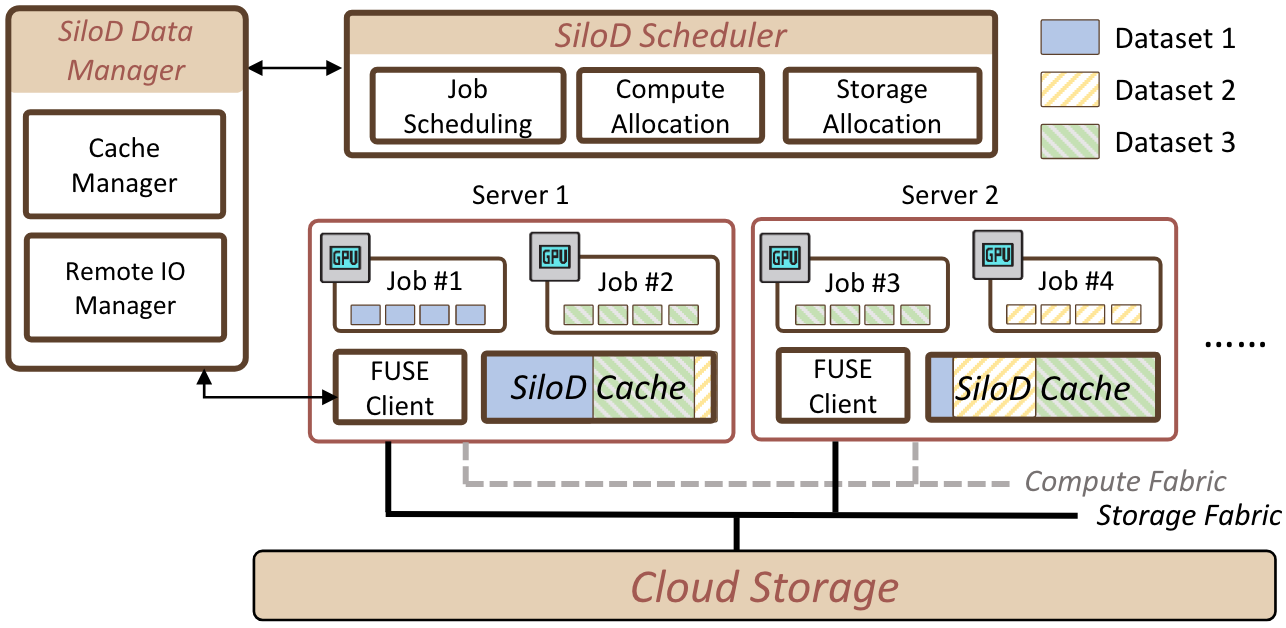 SiloD Data
Manager
Cache
Manager
Remote IO
Manager
SiloD Scheduler
Job
Scheduling
Compute
Allocation
Storage
Allocation
Dataset 1
Dataset 2
Dataset 3
Server 1
GPU
Job #1
GPU
Job #2
FUSE
Client
SiloD Cache
Server 2
GPU
Job #3
GPU
Job #4
FUSE
Client
SiloD Cache
……
Compute Fabric
Storage Fabric
Cloud Storage